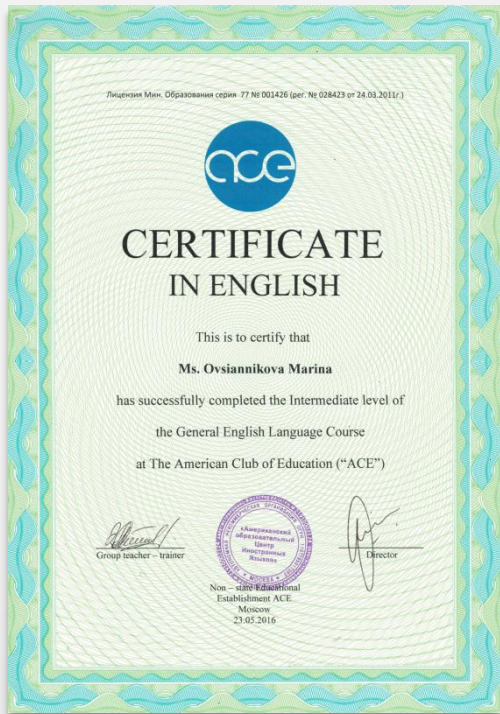 Лицензия Мин. Образования серия 77 № 001426 (рег. № 028423 от 24.03.2011г.)
ace
CERTIFICATE
IN ENGLISH
This is to certify that
Ms. Ovsiannikova Marina
has successfully completed the Intermediate level of
the General English Language Course
at The American Club of Education (“ACE”)
«Американский
образовательный
Центр
Иностранных
Языков»
МОСКВА
Group teacher – trainer
Director
Non – state Educational
Establishment ACE
Moscow
23.05.2016